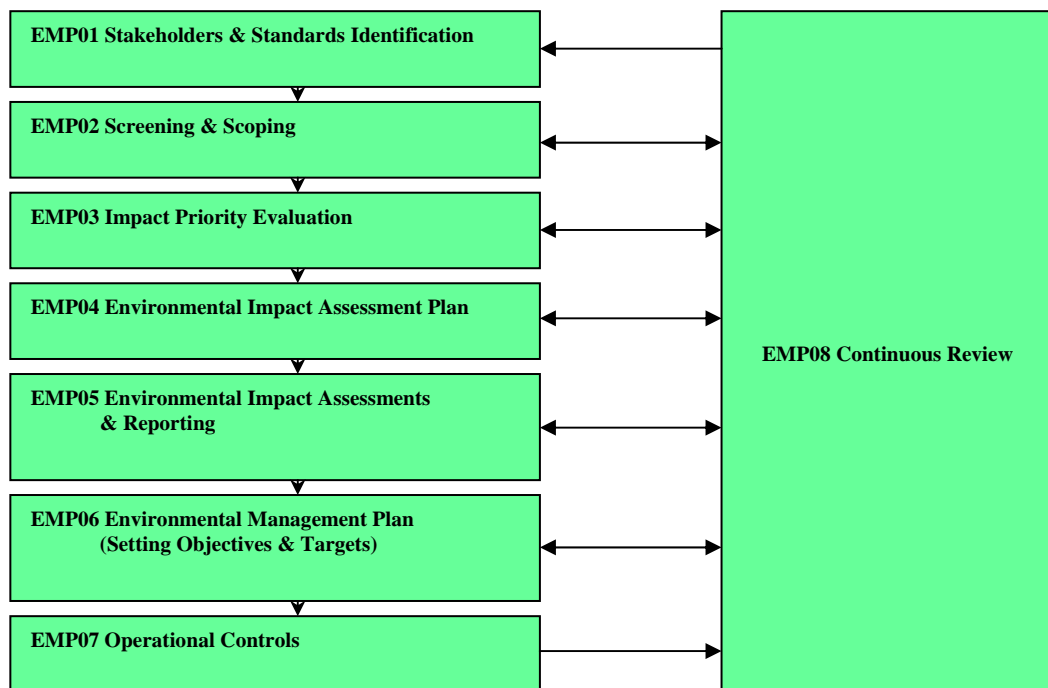 EMP01 Stakeholders & Standards Identification
EMP02 Screening & Scoping
EMP03 Impact Priority Evaluation
EMP04 Environmental Impact Assessment Plan
EMP05 Environmental Impact Assessments
& Reporting
EMP06 Environmental Management Plan
(Setting Objectives & Targets)
EMP07 Operational Controls
EMP08 Continuous Review